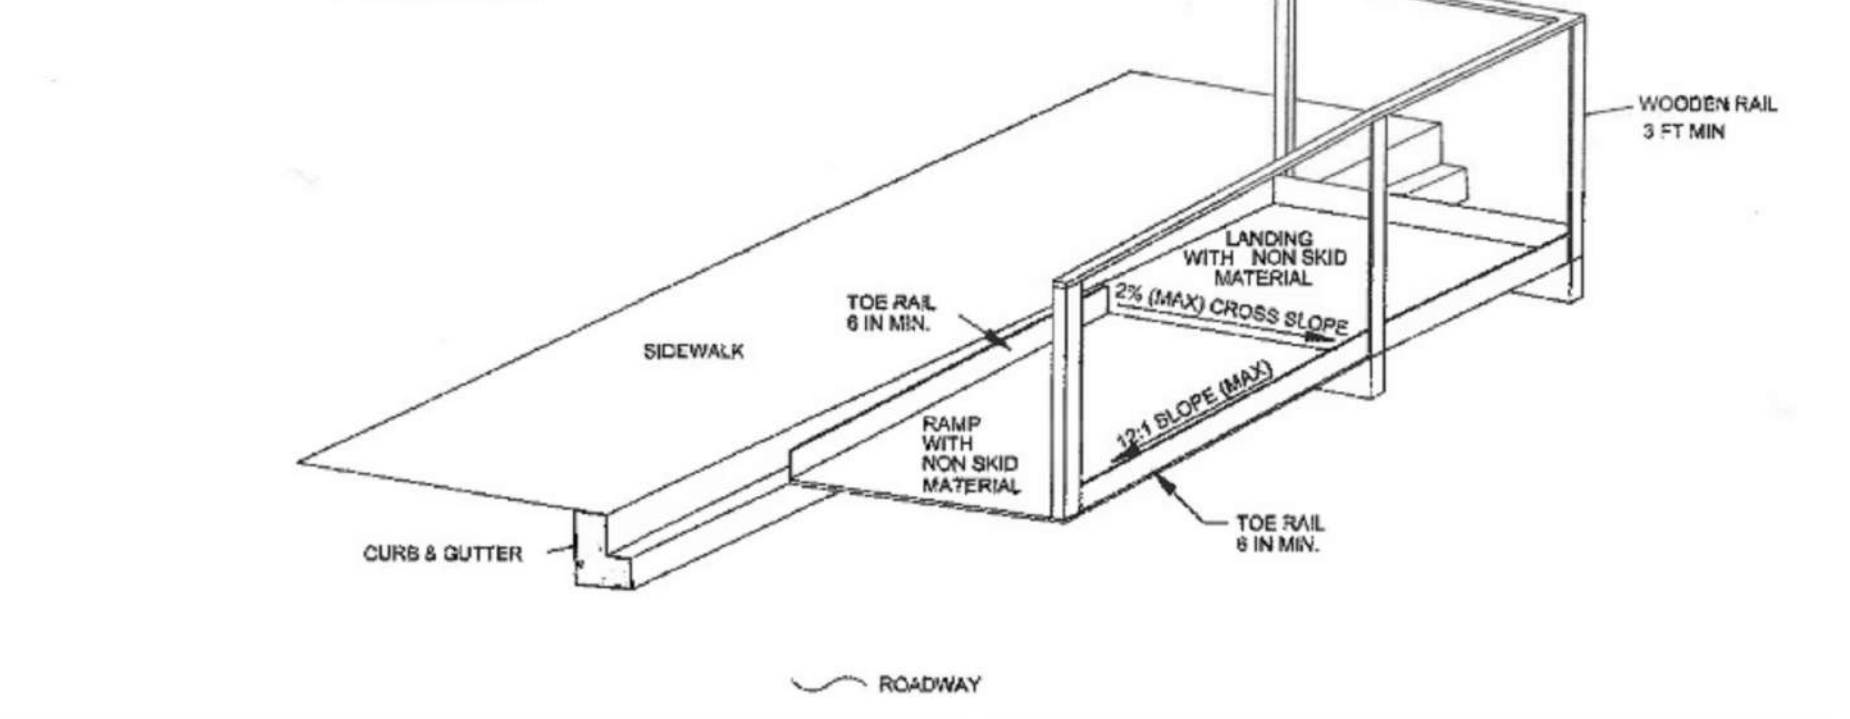 WOODEN RAIL
3 FT MIN
LANDING
WITH NON SKID
MATERIAL
2% (MAX) CROSS SLOPE
TOE RAIL
6 IN MIN.
SIDEWALK
12:1 SLOPE (MAX)
RAMP
WITH
NON SKID
MATERIAL
TOE RAIL
6 IN MIN.
CURB & GUTTER
ROADWAY